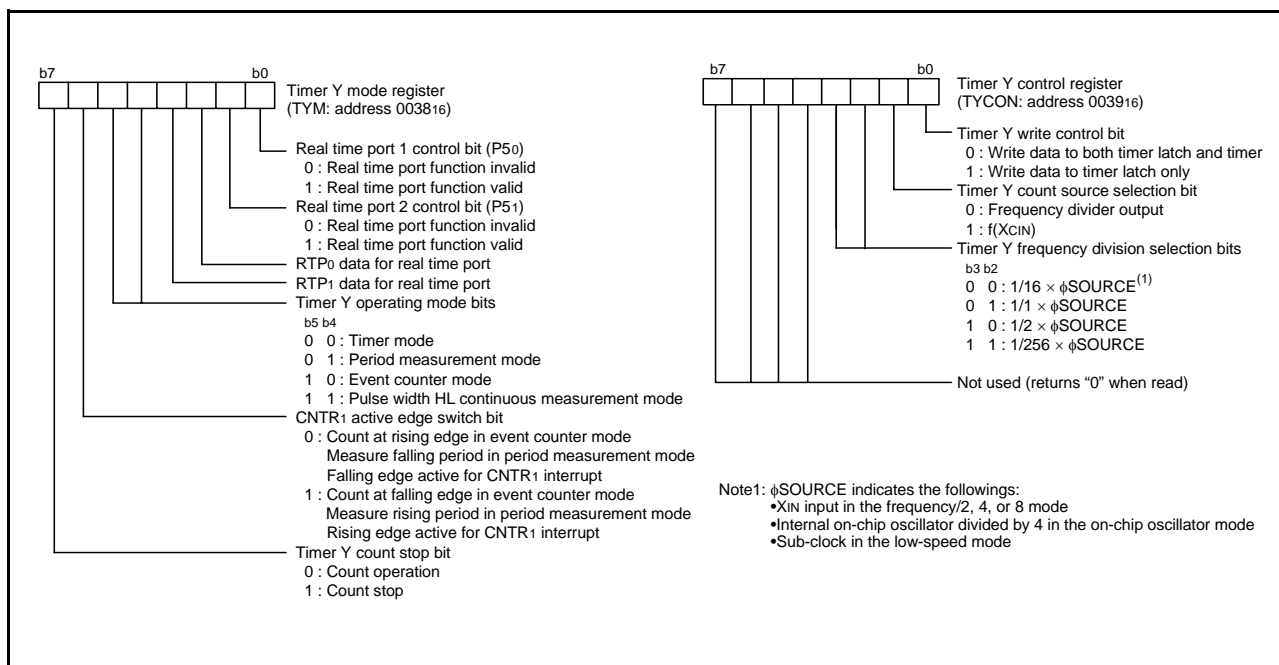 b7 b0
Timer Y mode register
(TYM: address 003816)
Real time port 1 control bit (P50)
0 : Real time port function invalid
1 : Real time port function valid
Real time port 2 control bit (P51)
0 : Real time port function invalid
1 : Real time port function valid
RTP0 data for real time port
RTP1 data for real time port
Timer Y operating mode bits
b5 b4
0 0 : Timer mode
0 1 : Period measurement mode
1 0 : Event counter mode
1 1 : Pulse width HL continuous measurement mode
CNTR1 active edge switch bit
0 : Count at rising edge in event counter mode
Measure falling period in period measurement mode
Falling edge active for CNTR1 interrupt
1 : Count at falling edge in event counter mode
Measure rising period in period measurement mode
Rising edge active for CNTR1 interrupt
Timer Y count stop bit
0 : Count operation
1 : Count stop
b7 b0
Timer Y control register
(TYCON: address 003916)
Timer Y write control bit
0 : Write data to both timer latch and timer
1 : Write data to timer latch only
Timer Y count source selection bit
0 : Frequency divider output
1 : f(XCIN)
Timer Y frequency division selection bits
b3 b2
0 0 : 1/16 × ϕSOURCE(1)
0 1 : 1/1 × ϕSOURCE
1 0 : 1/2 × ϕSOURCE
1 1 : 1/256 × ϕSOURCE
Not used (returns “0” when read)
Note1: ϕSOURCE indicates the followings:
•XIN input in the frequency/2, 4, or 8 mode
•Internal on-chip oscillator divided by 4 in the on-chip oscillator mode
•Sub-clock in the low-speed mode